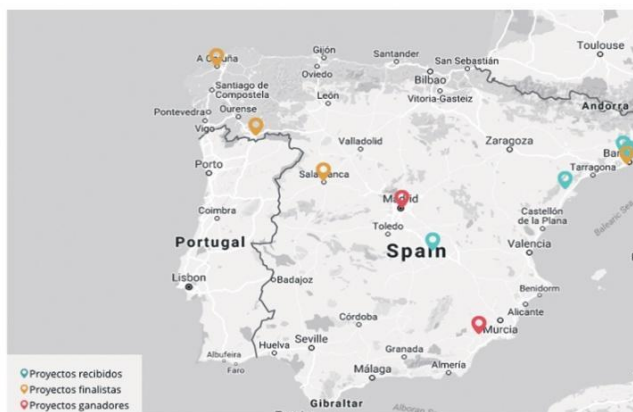 Toulouse
A Coruña
Gijón
Santander
San Sebastián
Oviedo
Bilbao
Santiago de
Compostela
León
Vitoria-Gasteiz
Andorra
Pontevedra
Ourense
Vigo
Valladolid
Zaragoza
Porto
Salamanca
Tarragona
Madrid
Coimbra
Toledo
Castellón
de la Plana
Portugal
Spain
Valencia
Lisbon
Badajoz
Benidorm
Alicante
Córdoba
Murcia
Albufeira
Faro
Huelva
Seville
Granada
Almería
Málaga
Gibraltar
Proyectos recibidos
Proyectos finalistas
Proyectos ganadores